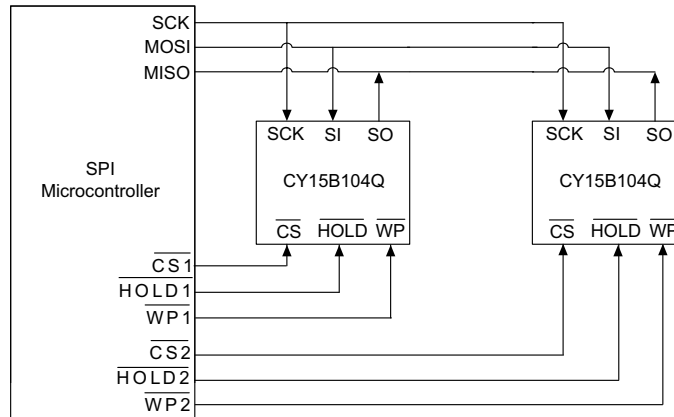 SCK
MOSI
MISO
SCK SI SO
SCK SI SO
SPI
Microcontroller
CY15B104Q
CY15B104Q
CS HOLD WP
CS HOLD WP
CS1
HOLD1
WP1
CS2
HOLD2
WP2